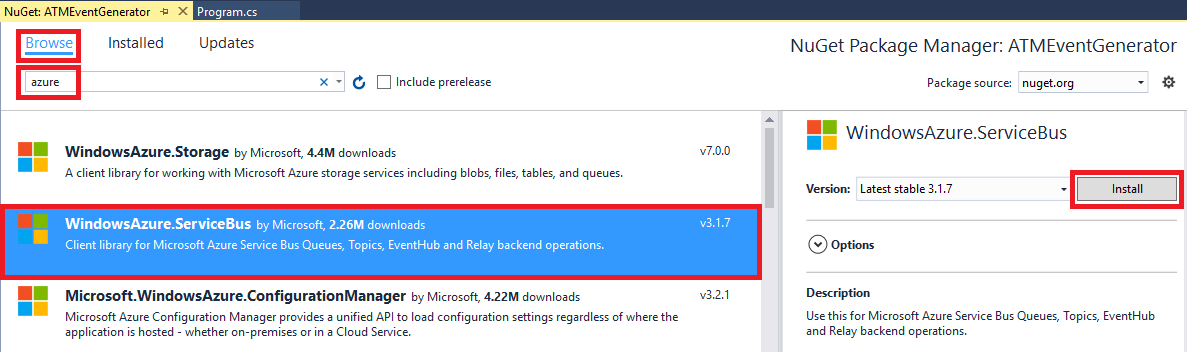 NuGet: ATMEventGenerator
Program.cs
Browse Installed Updates
NuGet Package Manager: ATMEventGenerator
azure
Include prerelease
Package source: nuget.org
WindowsAzure.Storage by Microsoft, 4.4M downloads v7.0.0
A client library for working with Microsoft Azure storage services including blobs, files, tables, and queues.
WindowsAzure.ServiceBus by Microsoft, 2.26M downloads v3.1.7
Client library for Microsoft Azure Service Bus Queues, Topics, EventHub and Relay backend operations.
Microsoft.WindowsAzure.ConfigurationManager by Microsoft, 4.22M downloads v3.2.1
Microsoft Azure Configuration Manager provides a unified API to load configuration settings regardless of where the
application is hosted - whether on-premises or in a Cloud Service.
WindowsAzure.ServiceBus
Version: Latest stable 3.1.7 Install
Options
Description
Use this for Microsoft Azure Service Bus Queues, Topics, EventHub
and Relay backend operations.